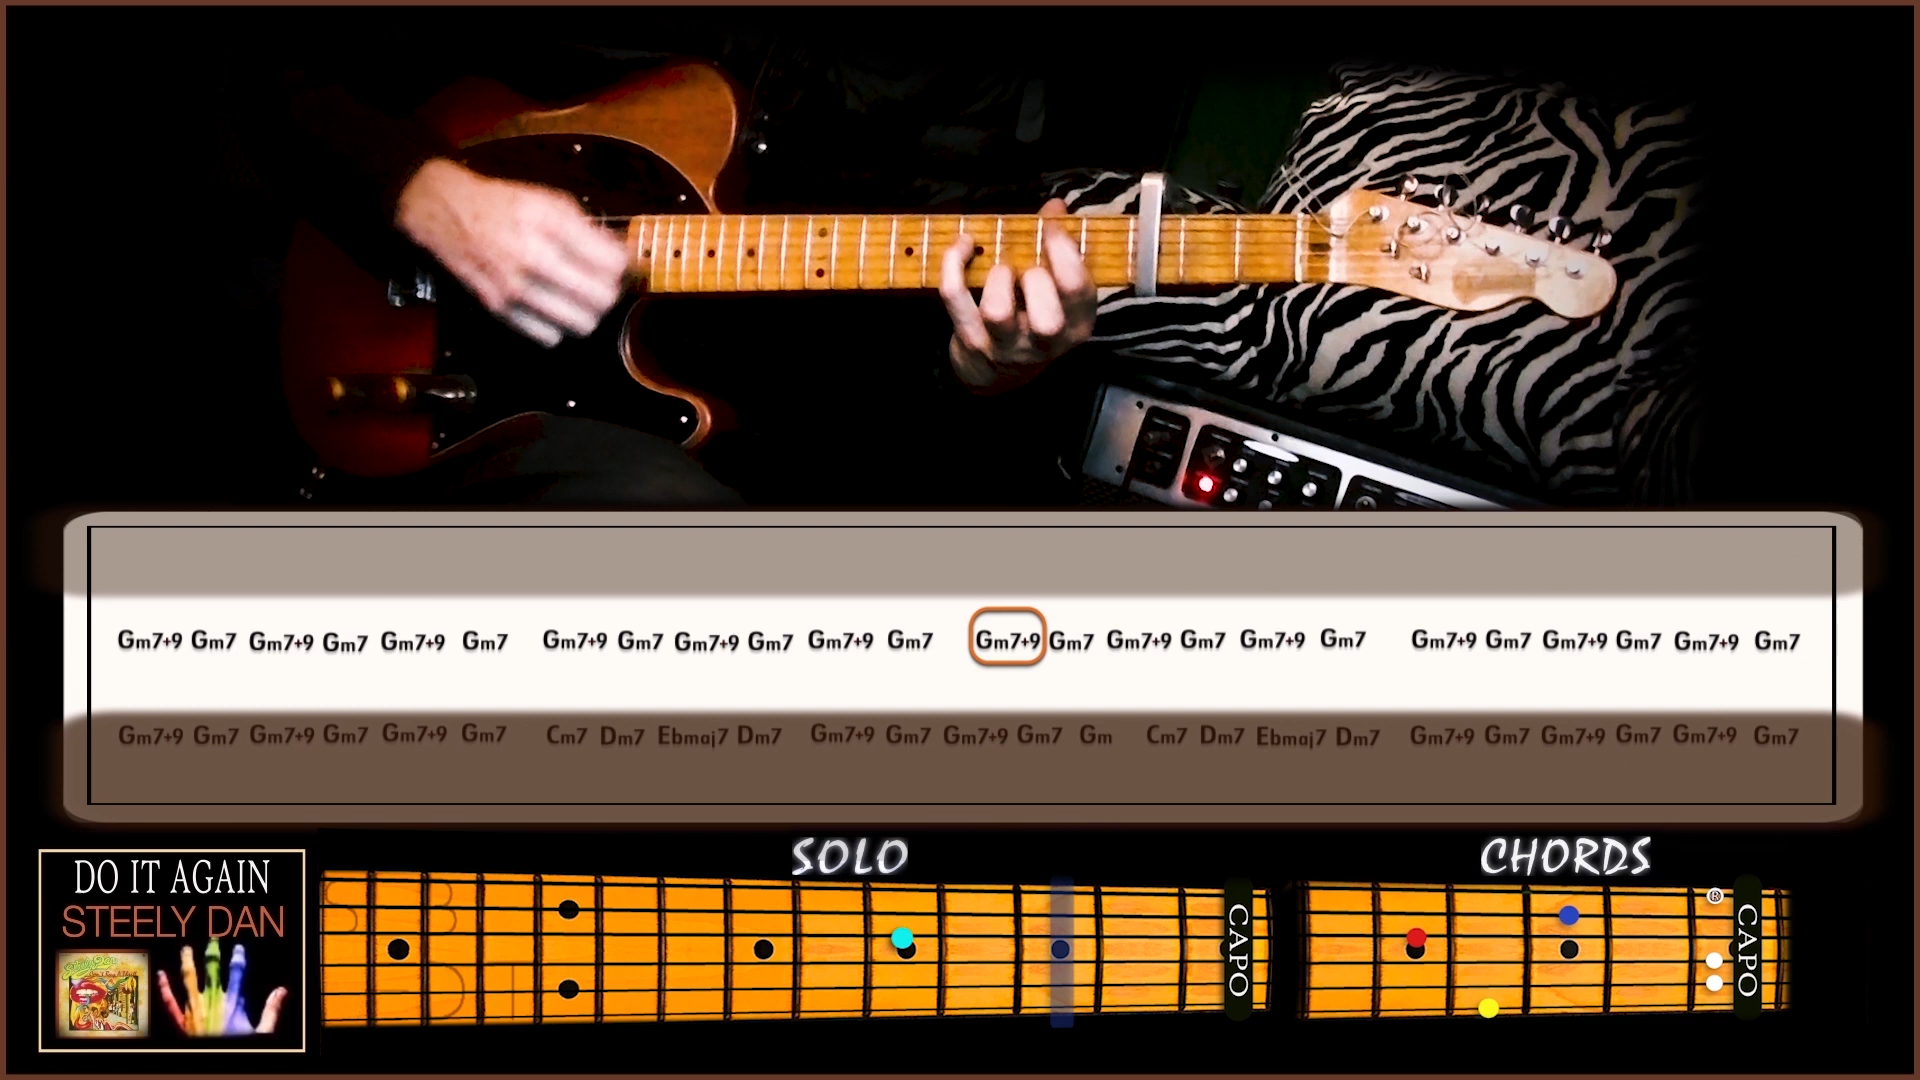 Gm7+9 Gm7 Gm7+9 Gm7 Gm7+9 Gm7 Gm7+9 Gm7 Gm7+9 Gm7 Gm7+9 Gm7 Gm7+9 Gm7 Gm7+9 Gm7 Gm7+9 Gm7 Gm7+9 Gm7 Gm7+9 Gm7 Gm7+9 Gm7
Gm7+9 Gm7 Gm7+9 Gm7 Gm7+9 Gm7 Cm7 Dm7 Ebmaj7 Dm7 Gm7+9 Gm7 Gm7+9 Gm7 Gm Cm7 Dm7 Ebmaj7 Dm7 Gm7+9 Gm7 Gm7+9 Gm7 Gm7+9 Gm7
DO IT AGAIN
STEELY DAN
SOLO
CAPO
CHORDS
®
CAPO